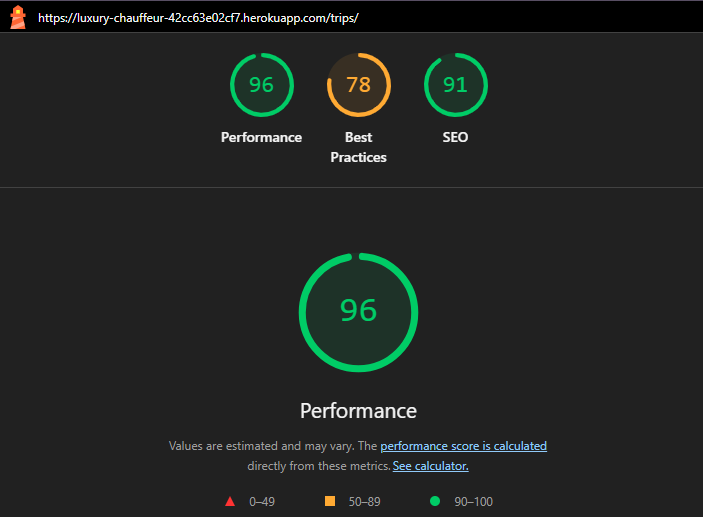 https://luxury-chauffeur-42cc63e02cf7.herokuapp.com/trips/
96 78 91
Performance Best Practices SEO
96
Performance
Values are estimated and may vary. The performance score is calculated
directly from these metrics. See calculator.
0–49 50–89 90–100